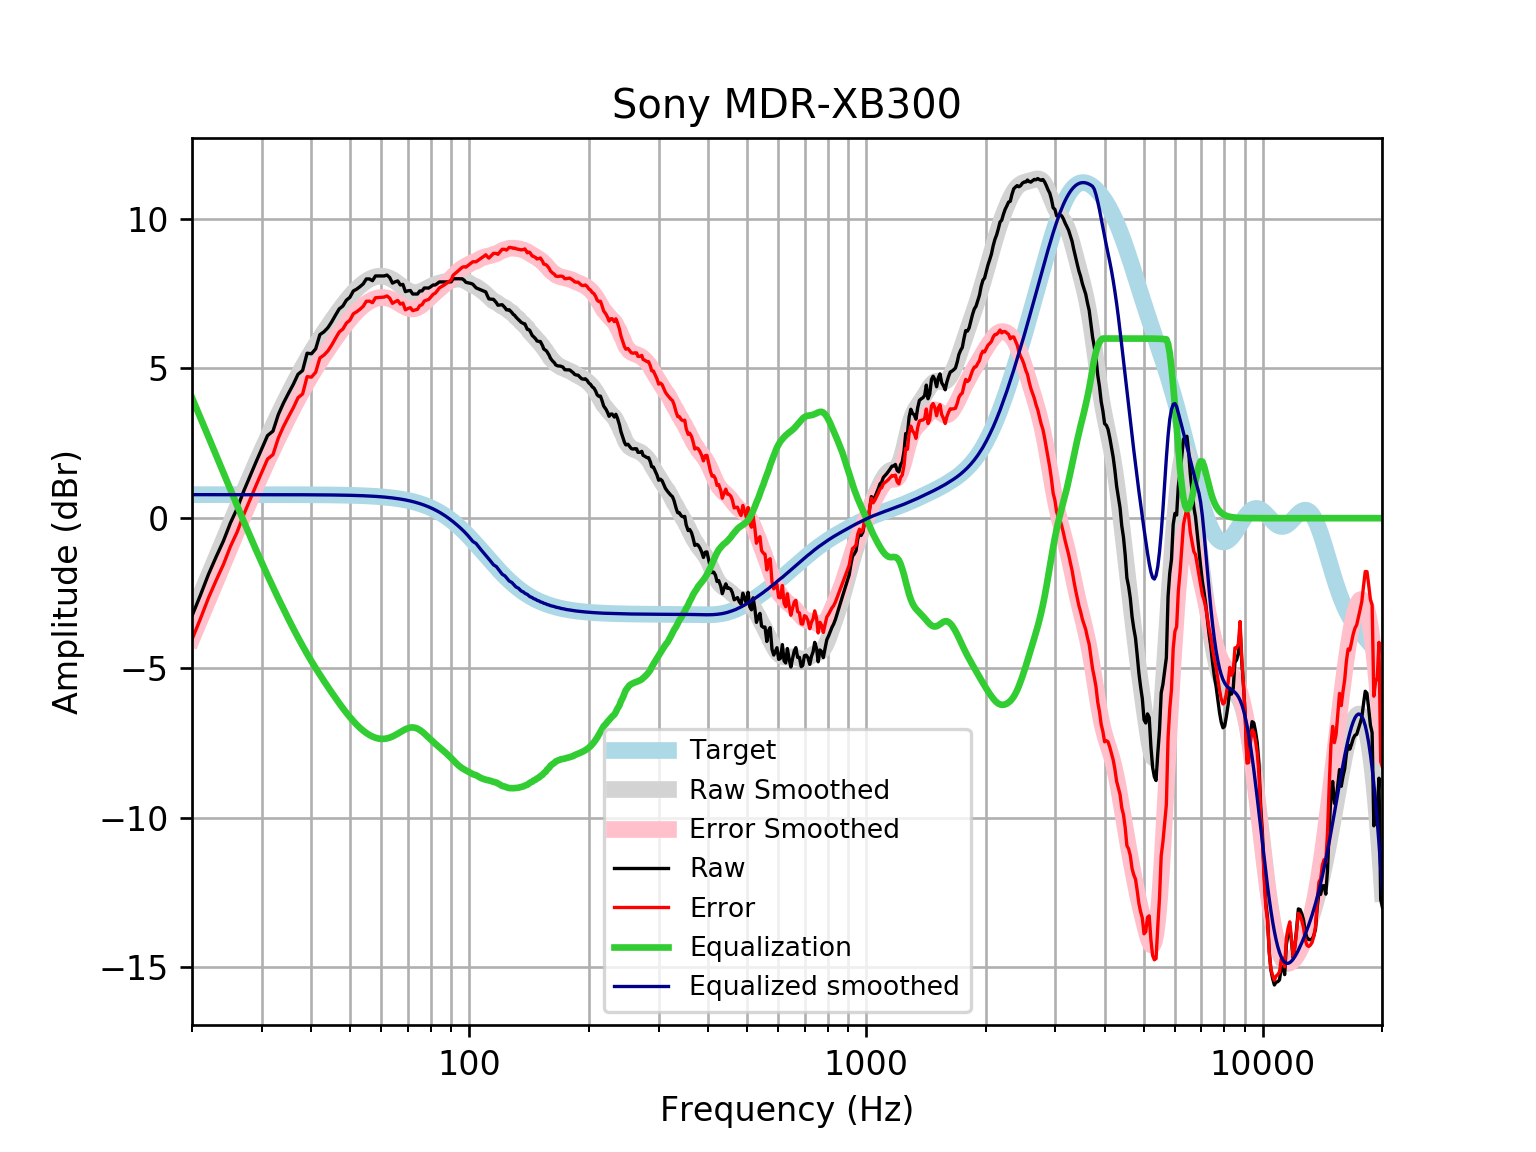 Sony MDR-XB300
Amplitude (dBr)
10
5
0
−5
−10
−15
Target
Raw Smoothed
Error Smoothed
Raw
Error
Equalization
Equalized smoothed
100
1000
10000
Frequency (Hz)